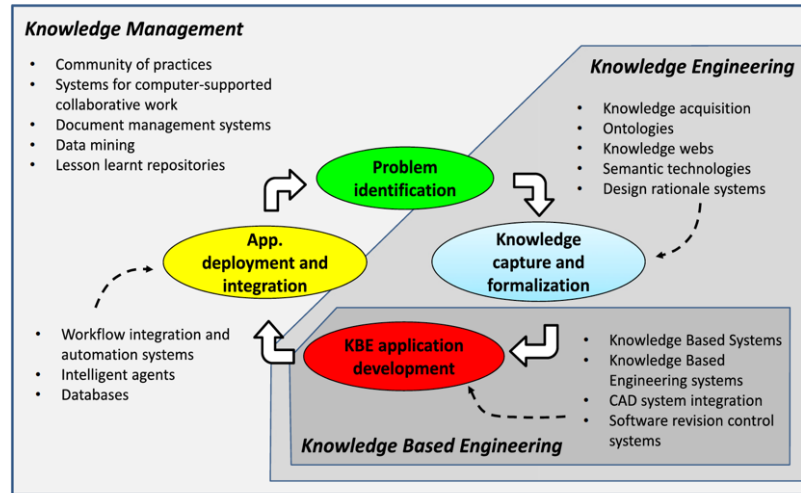 Knowledge Management
• Community of practices
• Systems for computer-supported
collaborative work
• Document management systems
• Data mining
• Lesson learnt repositories
Knowledge Engineering
• Knowledge acquisition
• Ontologies
• Knowledge webs
• Semantic technologies
• Design rationale systems
Problem
identification
App.
deployment and
integration
Knowledge
capture and
formalization
• Workflow integration and
automation systems
• Intelligent agents
• Databases
KBE application
development
• Knowledge Based Systems
• Knowledge Based
Engineering systems
• CAD system integration
• Software revision control
systems
Knowledge Based Engineering